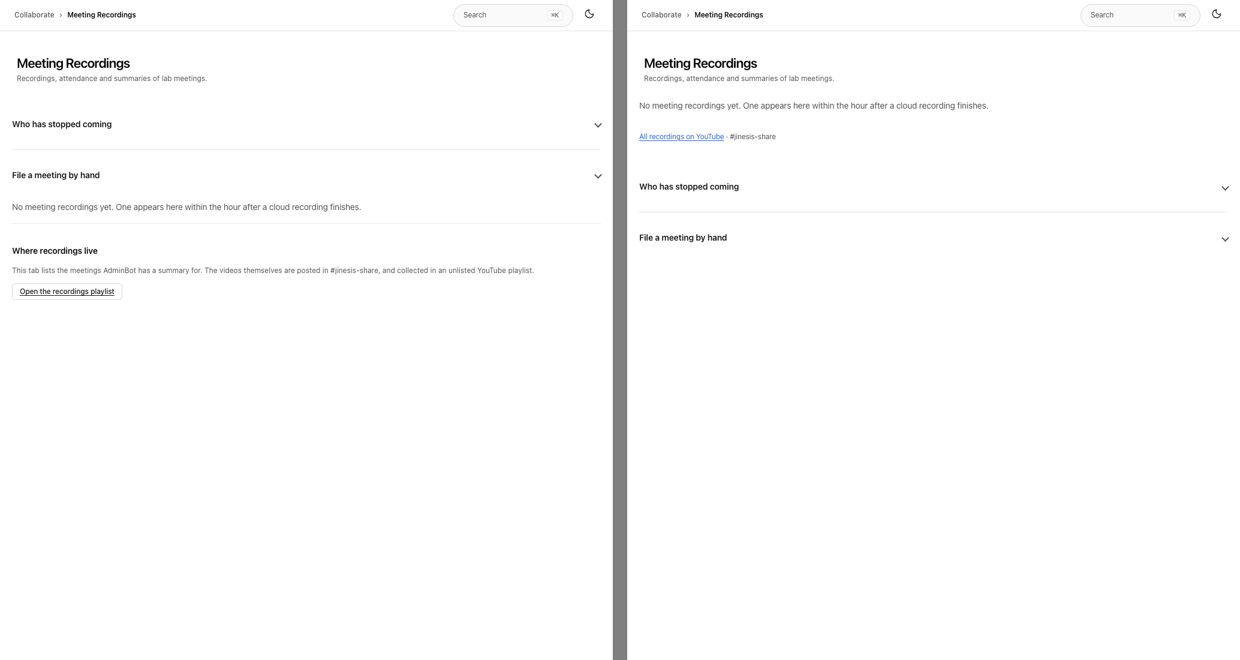 Collaborate › Meeting Recordings
Search ⌘K
Meeting Recordings
Recordings, attendance and summaries of lab meetings.
Who has stopped coming
File a meeting by hand
No meeting recordings yet. One appears here within the hour after a cloud recording finishes.
Where recordings live
This tab lists the meetings AdminBot has a summary for. The videos themselves are posted in #jinesis-share, and collected in an unlisted YouTube playlist.
Open the recordings playlist
Collaborate › Meeting Recordings
Search ⌘K
Meeting Recordings
Recordings, attendance and summaries of lab meetings.
No meeting recordings yet. One appears here within the hour after a cloud recording finishes.
All recordings on YouTube · #jinesis-share
Who has stopped coming
File a meeting by hand